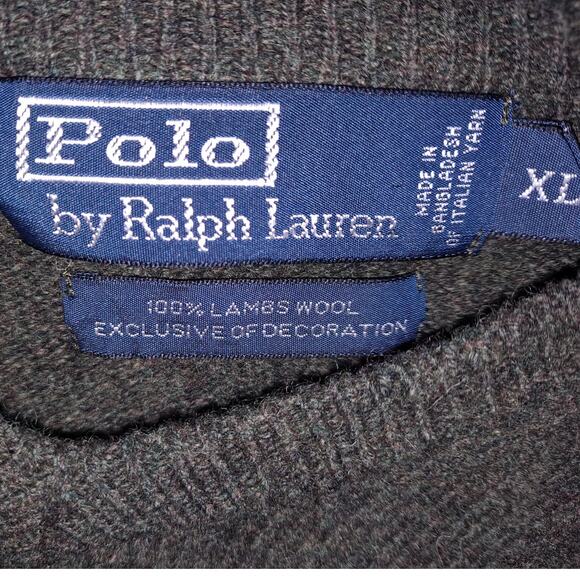 Polo
by Ralph Lauren
MADE IN
BANGLADESH
OF ITALIAN YARN
XL
100% LAMBS WOOL
EXCLUSIVE OF DECORATION